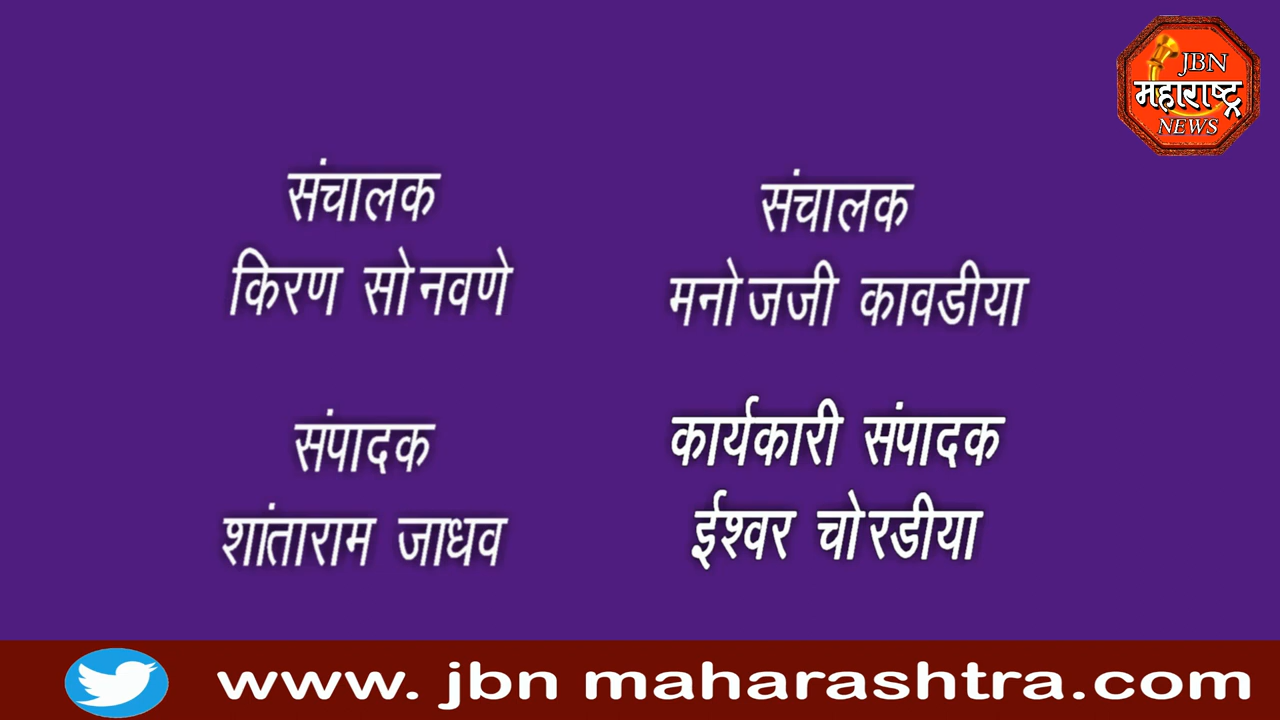 JBN
महाराष्ट्र
NEWS
संचालक
किरण सोनवणे
संचालक
मनोजजी कावडीया
संपादक
शांताराम जाधव
कार्यकारी संपादक
ईश्वर चोरडीया
www. jbn maharashtra.com